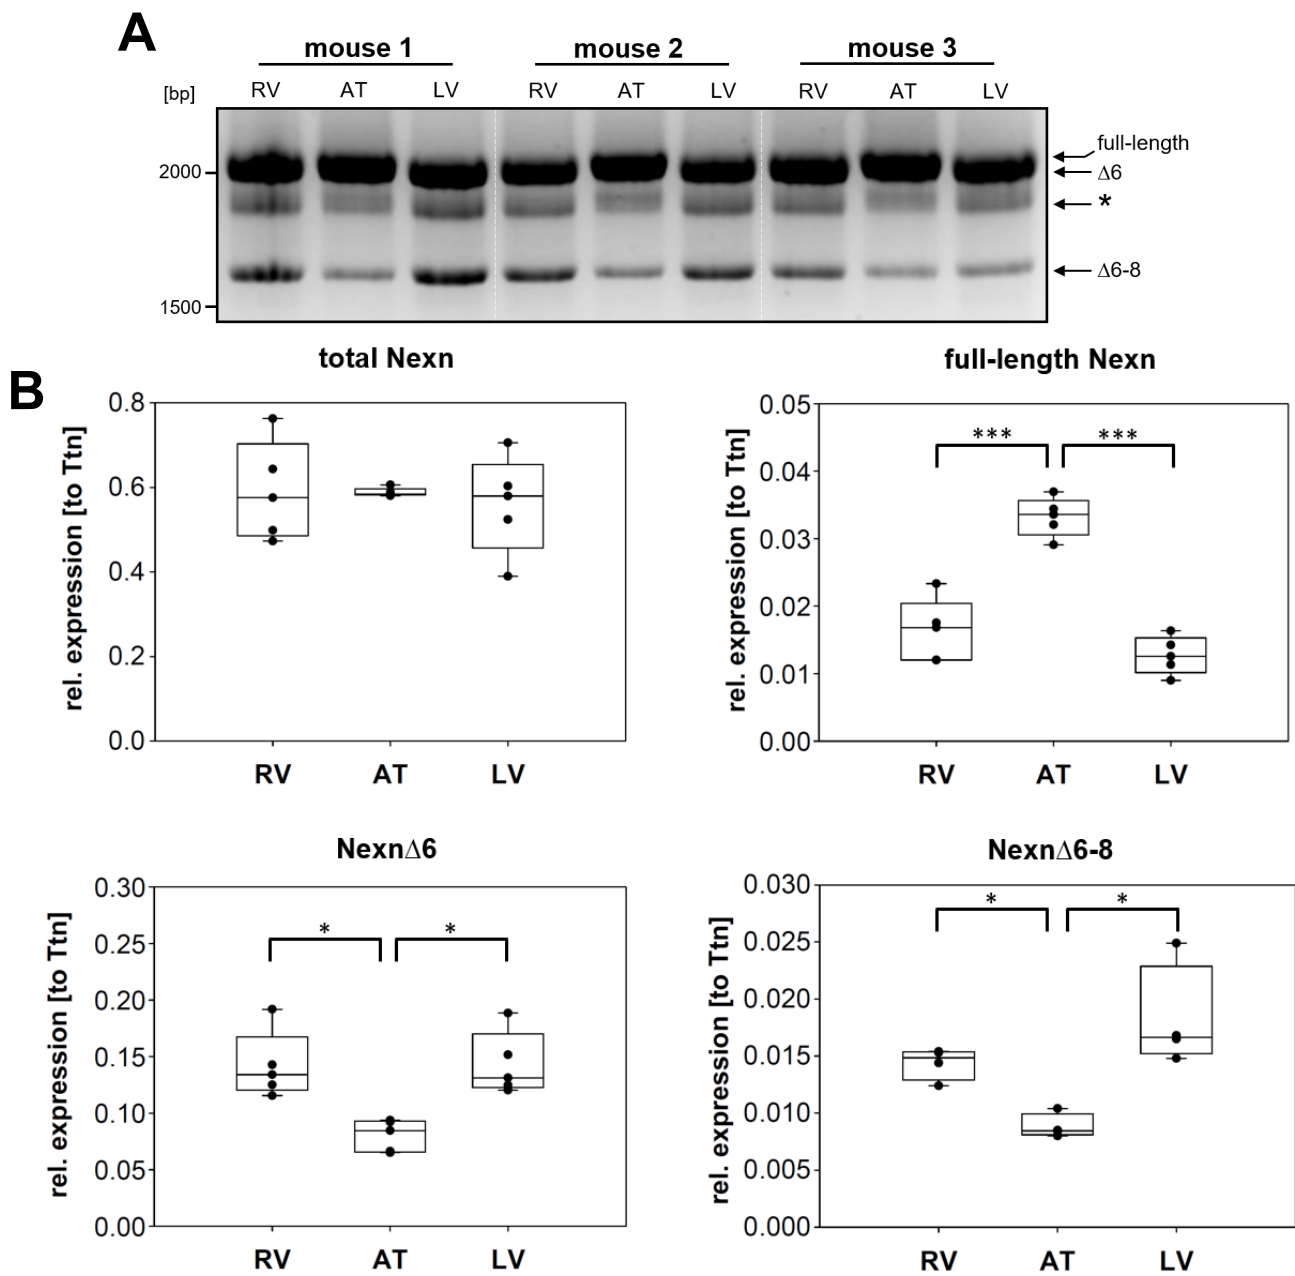 A
mouse 1 mouse 2 mouse 3
[bp] RV AT LV RV AT LV RV AT LV
full-length
2000 Δ6
*
Δ6-8
1500
B
total Nexn
rel. expression [to Ttn]
0.8
0.6
0.4
0.2
0.0
RV AT LV
full-length Nexn
rel. expression [to Ttn]
0.05
*** ***
0.04
0.03
0.02
0.01
0.00
RV AT LV
NexnΔ6
rel. expression [to Ttn]
0.30
* *
0.25
0.20
0.15
0.10
0.05
0.00
RV AT LV
NexnΔ6-8
rel. expression [to Ttn]
0.030
* *
0.025
0.020
0.015
0.010
0.005
0.000
RV AT LV